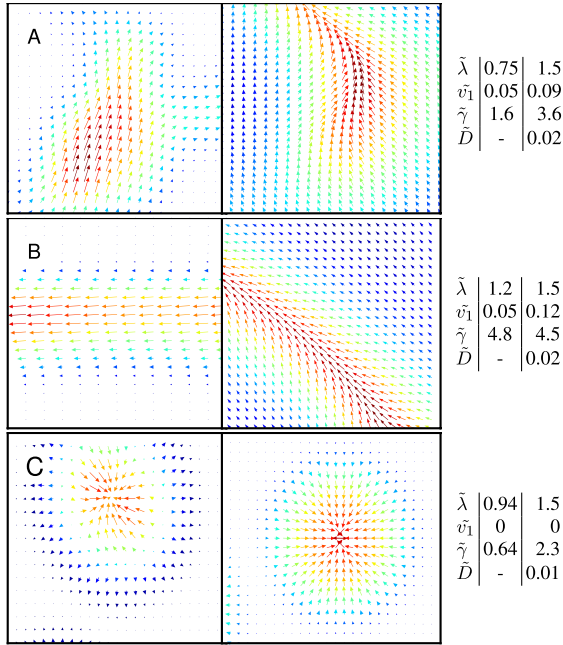 A
λ̃ 0.75 1.5
ṽ₁ 0.05 0.09
γ̃ 1.6 3.6
D̃ - 0.02
B
λ̃ 1.2 1.5
ṽ₁ 0.05 0.12
γ̃ 4.8 4.5
D̃ - 0.02
C
λ̃ 0.94 1.5
ṽ₁ 0 0
γ̃ 0.64 2.3
D̃ - 0.01